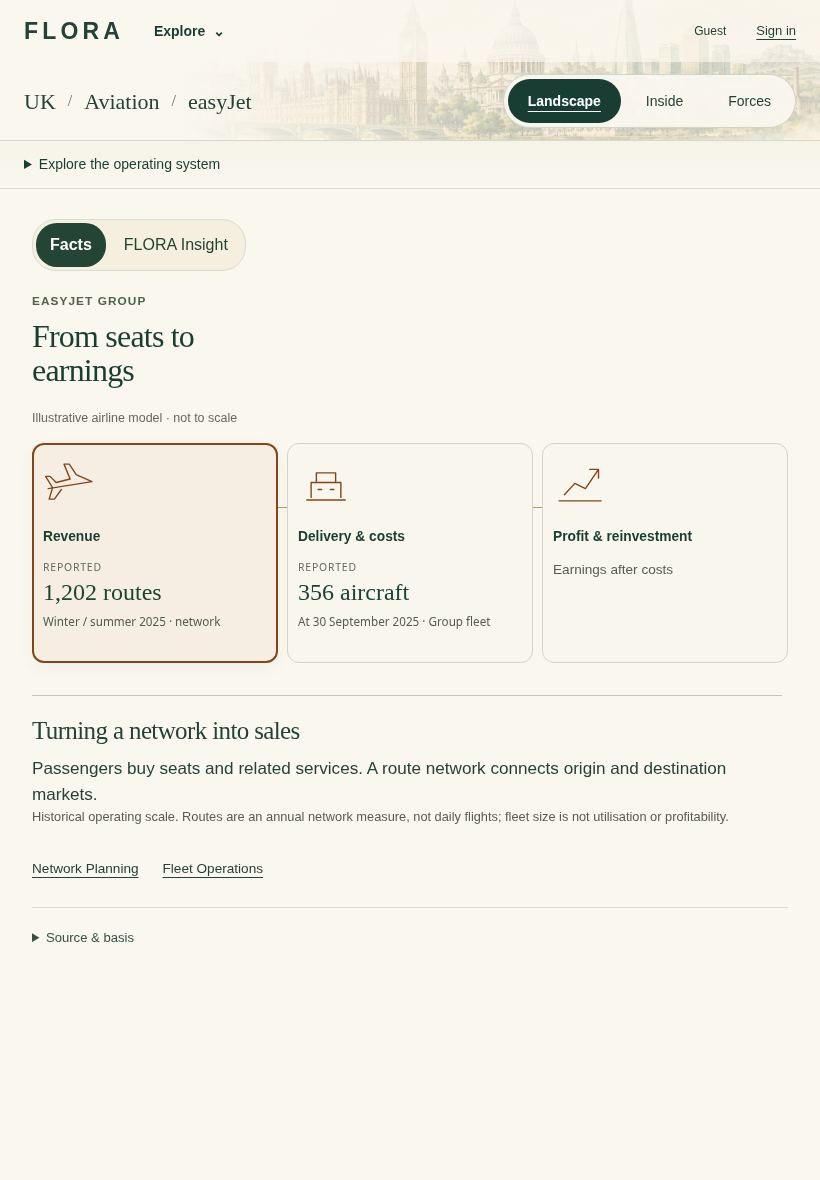 FLORA
Explore
Guest
Sign in
UK / Aviation / easyJet
Landscape
Inside
Forces
Explore the operating system
Facts
FLORA Insight
EASYJET GROUP
From seats to
earnings
Illustrative airline model · not to scale
Revenue
REPORTED
1,202 routes
Winter / summer 2025 · network
Delivery & costs
REPORTED
356 aircraft
At 30 September 2025 · Group fleet
Profit & reinvestment
Earnings after costs
Turning a network into sales
Passengers buy seats and related services. A route network connects origin and destination
markets.
Historical operating scale. Routes are an annual network measure, not daily flights; fleet size is not utilisation or profitability.
Network Planning
Fleet Operations
Source & basis